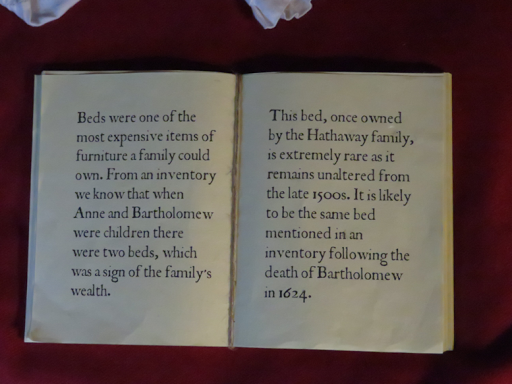 Beds were one of the
most expensive items of
furniture a family could
own. From an inventory
we know that when
Anne and Bartholomew
were children there
were two beds, which
was a sign of the family's
wealth.
This bed, once owned
by the Hathaway family,
is extremely rare as it
remains unaltered from
the late 1500s. It is likely
to be the same bed
mentioned in an
inventory following the
death of Bartholomew
in 1624.